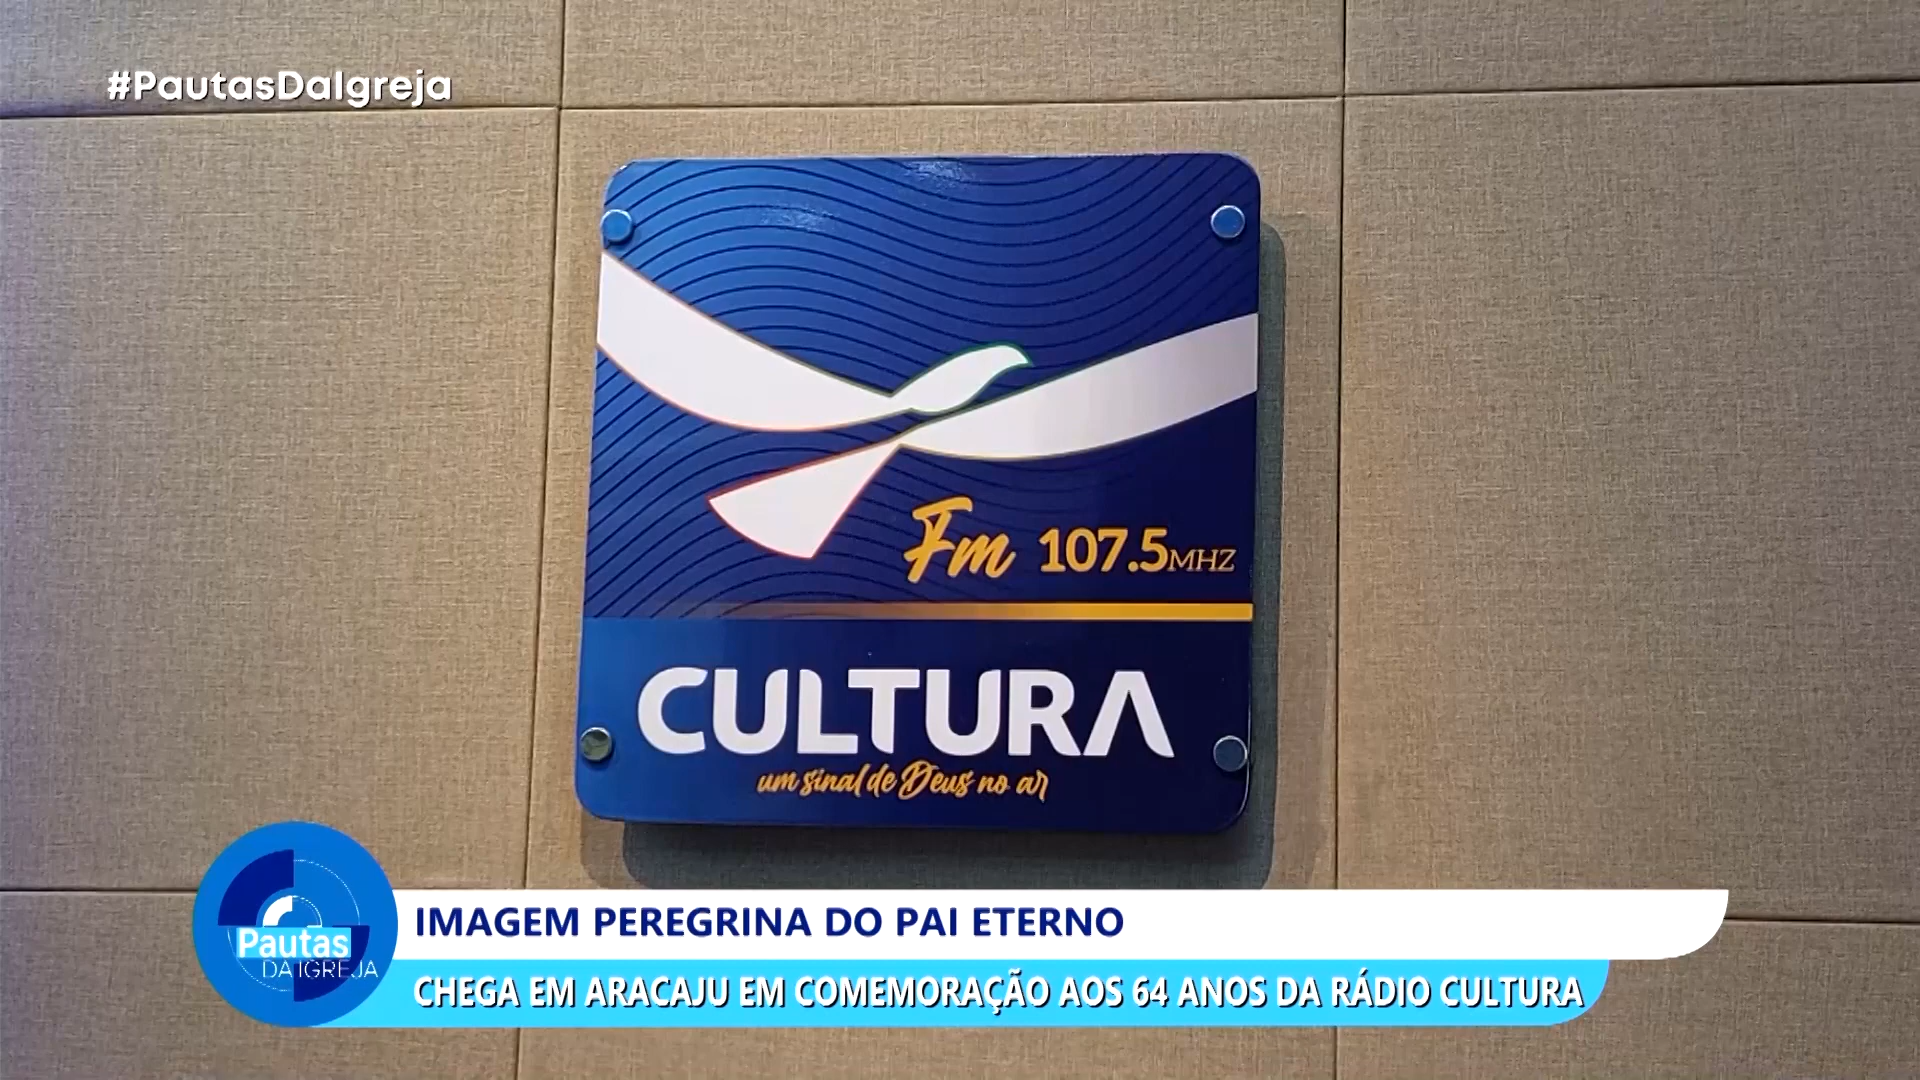 #PautasDaIgreja
Fm 107.5MHZ
CULTURA
um sinal de Deus no ar
Pautas
DA IGREJA
IMAGEM PEREGRINA DO PAI ETERNO
CHEGA EM ARACAJU EM COMEMORAÇÃO AOS 64 ANOS DA RÁDIO CULTURA